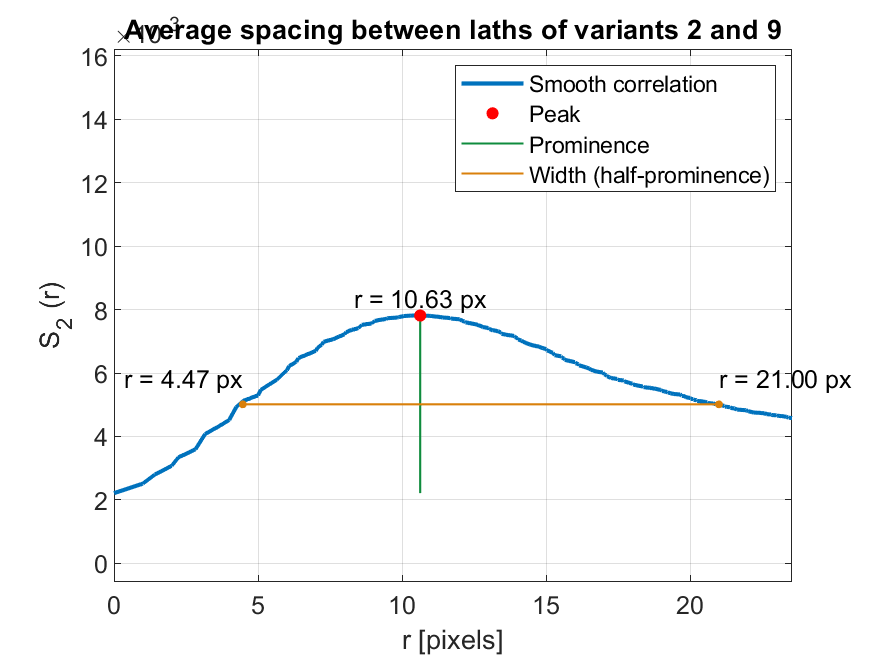 Average spacing between laths of variants 2 and 9
×10⁻³
16
14
12
10
8
6
4
2
0
S₂ (r)
Smooth correlation
Peak
Prominence
Width (half-prominence)
r = 10.63 px
r = 4.47 px
r = 21.00 px
0 5 10 15 20
r [pixels]